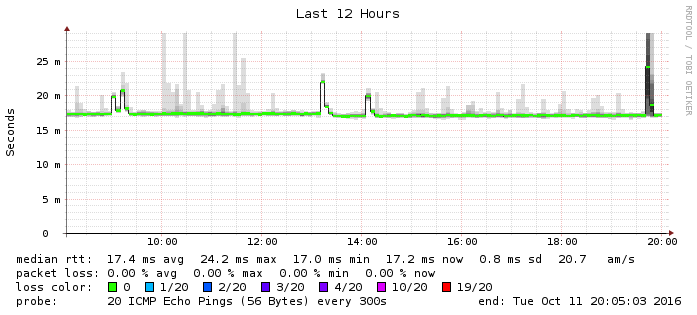 Last 12 Hours
RRDTOOL / TOBI OETIKER
Seconds
25 m
20 m
15 m
10 m
5 m
0
10:00 12:00 14:00 16:00 18:00 20:00
median rtt: 17.4 ms avg 24.2 ms max 17.0 ms min 17.2 ms now 0.8 ms sd 20.7 am/s
packet loss: 0.00 % avg 0.00 % max 0.00 % min 0.00 % now
loss color: 0 1/20 2/20 3/20 4/20 10/20 19/20
probe: 20 ICMP Echo Pings (56 Bytes) every 300s end: Tue Oct 11 20:05:03 2016